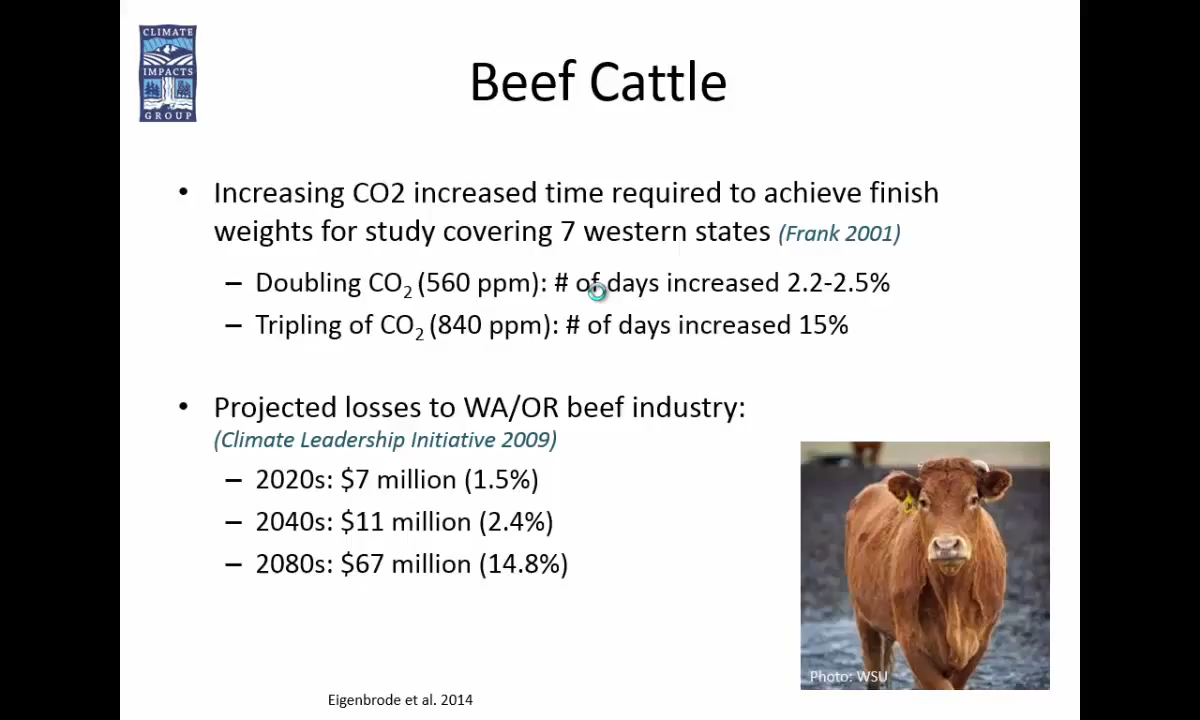 CLIMATE
IMPACTS
GROUP
Beef Cattle
• Increasing CO2 increased time required to achieve finish
weights for study covering 7 western states (Frank 2001)
– Doubling CO₂ (560 ppm): # of days increased 2.2-2.5%
– Tripling of CO₂ (840 ppm): # of days increased 15%
• Projected losses to WA/OR beef industry:
(Climate Leadership Initiative 2009)
– 2020s: $7 million (1.5%)
– 2040s: $11 million (2.4%)
– 2080s: $67 million (14.8%)
Photo: WSU
Eigenbrode et al. 2014